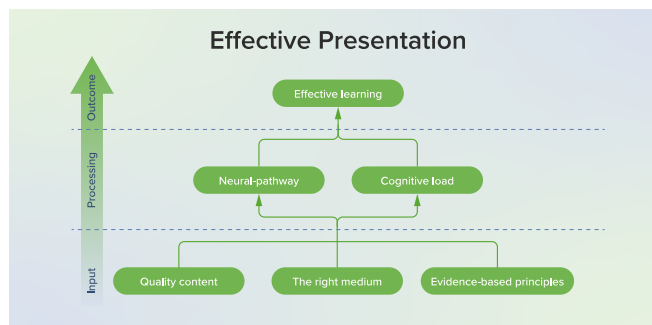 Effective Presentation
Outcome
Effective learning
Processing
Neural-pathway
Cognitive load
Input
Quality content
The right medium
Evidence-based principles